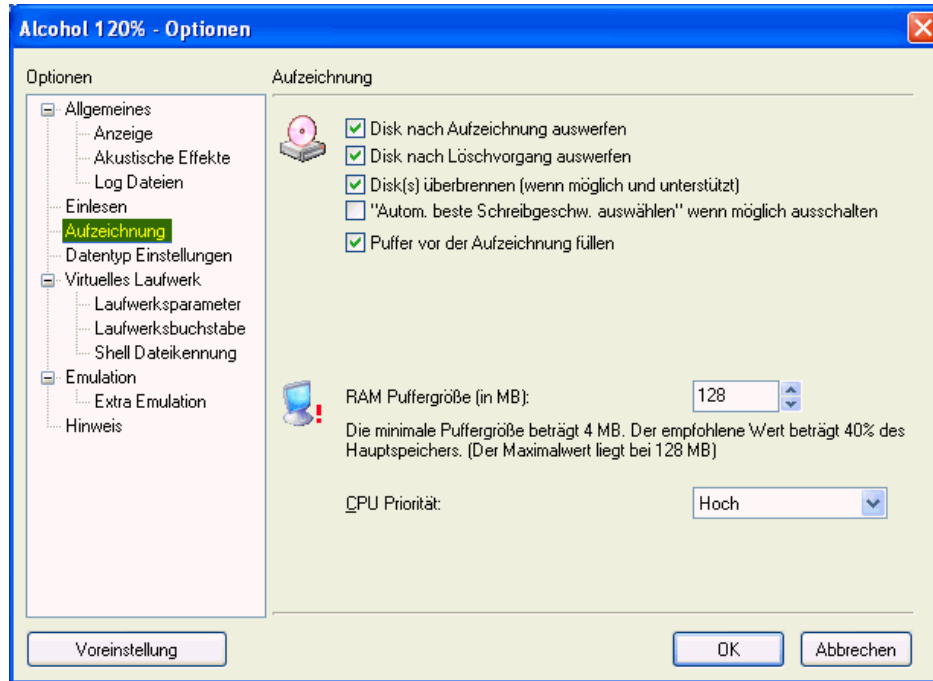 Alcohol 120% - Optionen
Optionen
Allgemeines
Anzeige
Akustische Effekte
Log Dateien
Einlesen
Aufzeichnung
Datentyp Einstellungen
Virtuelles Laufwerk
Laufwerksparameter
Laufwerksbuchstabe
Shell Dateikennung
Emulation
Extra Emulation
Hinweis
Aufzeichnung
Disk nach Aufzeichnung auswerfen
Disk nach Löschvorgang auswerfen
Disk(s) überbrennen (wenn möglich und unterstützt)
"Autom. beste Schreibgeschw. auswählen" wenn möglich ausschalten
Puffer vor der Aufzeichnung füllen
RAM Puffergröße (in MB): 128
Die minimale Puffergröße beträgt 4 MB. Der empfohlene Wert beträgt 40% des
Hauptspeichers. (Der Maximalwert liegt bei 128 MB)
CPU Priorität: Hoch
Voreinstellung
OK
Abbrechen